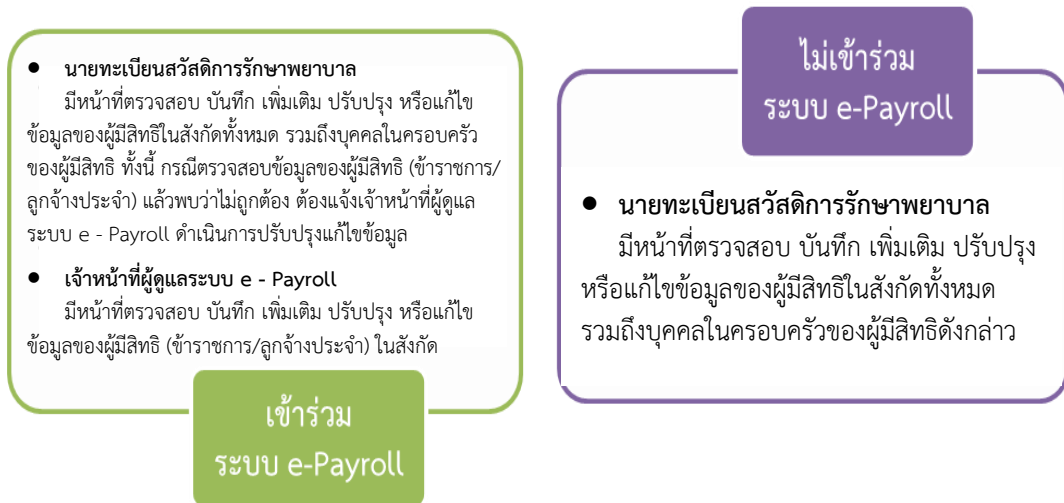 ● นายทะเบียนสวัสดิการรักษาพยาบาล
มีหน้าที่ตรวจสอบ บันทึก เพิ่มเติม ปรับปรุง หรือแก้ไข
ข้อมูลของผู้มีสิทธิในสังกัดทั้งหมด รวมถึงบุคคลในครอบครัว
ของผู้มีสิทธิ ทั้งนี้ กรณีตรวจสอบข้อมูลของผู้มีสิทธิ (ข้าราชการ/
ลูกจ้างประจำ) แล้วพบว่าไม่ถูกต้อง ต้องแจ้งเจ้าหน้าที่ผู้ดูแล
ระบบ e - Payroll ดำเนินการปรับปรุงแก้ไขข้อมูล
● เจ้าหน้าที่ผู้ดูแลระบบ e - Payroll
มีหน้าที่ตรวจสอบ บันทึก เพิ่มเติม ปรับปรุง หรือแก้ไข
ข้อมูลของผู้มีสิทธิ (ข้าราชการ/ลูกจ้างประจำ) ในสังกัด
เข้าร่วม
ระบบ e-Payroll
ไม่เข้าร่วม
ระบบ e-Payroll
● นายทะเบียนสวัสดิการรักษาพยาบาล
มีหน้าที่ตรวจสอบ บันทึก เพิ่มเติม ปรับปรุง
หรือแก้ไขข้อมูลของผู้มีสิทธิในสังกัดทั้งหมด
รวมถึงบุคคลในครอบครัวของผู้มีสิทธิดังกล่าว